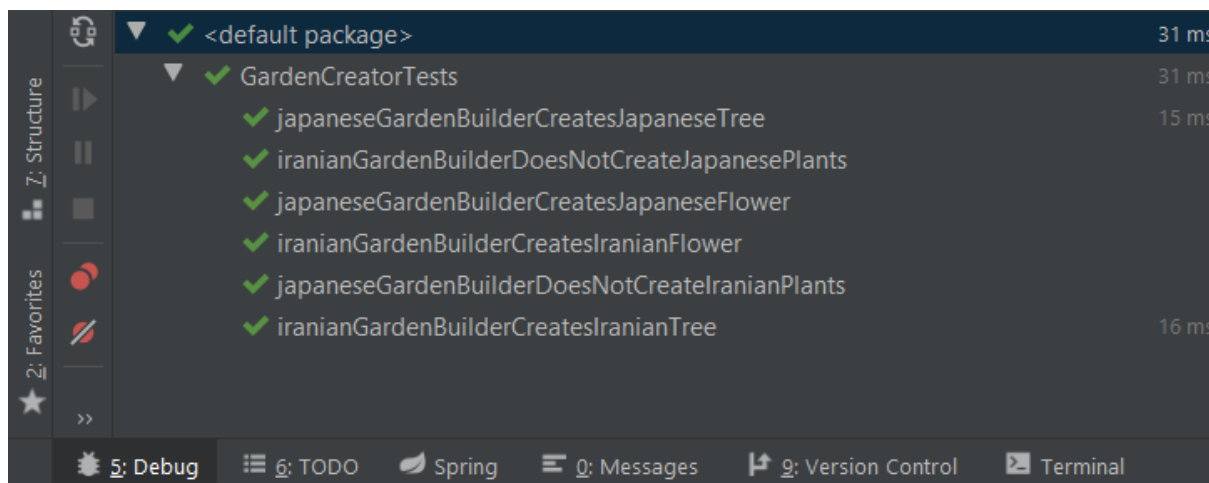 <default package> 31 ms
GardenCreatorTests 31 ms
japaneseGardenBuilderCreatesJapaneseTree 15 ms
iranianGardenBuilderDoesNotCreateJapanesePlants
japaneseGardenBuilderCreatesJapaneseFlower
iranianGardenBuilderCreatesIranianFlower
japaneseGardenBuilderDoesNotCreateIranianPlants
iranianGardenBuilderCreatesIranianTree 16 ms
7: Structure
2: Favorites
5: Debug 6: TODO Spring 0: Messages 9: Version Control Terminal